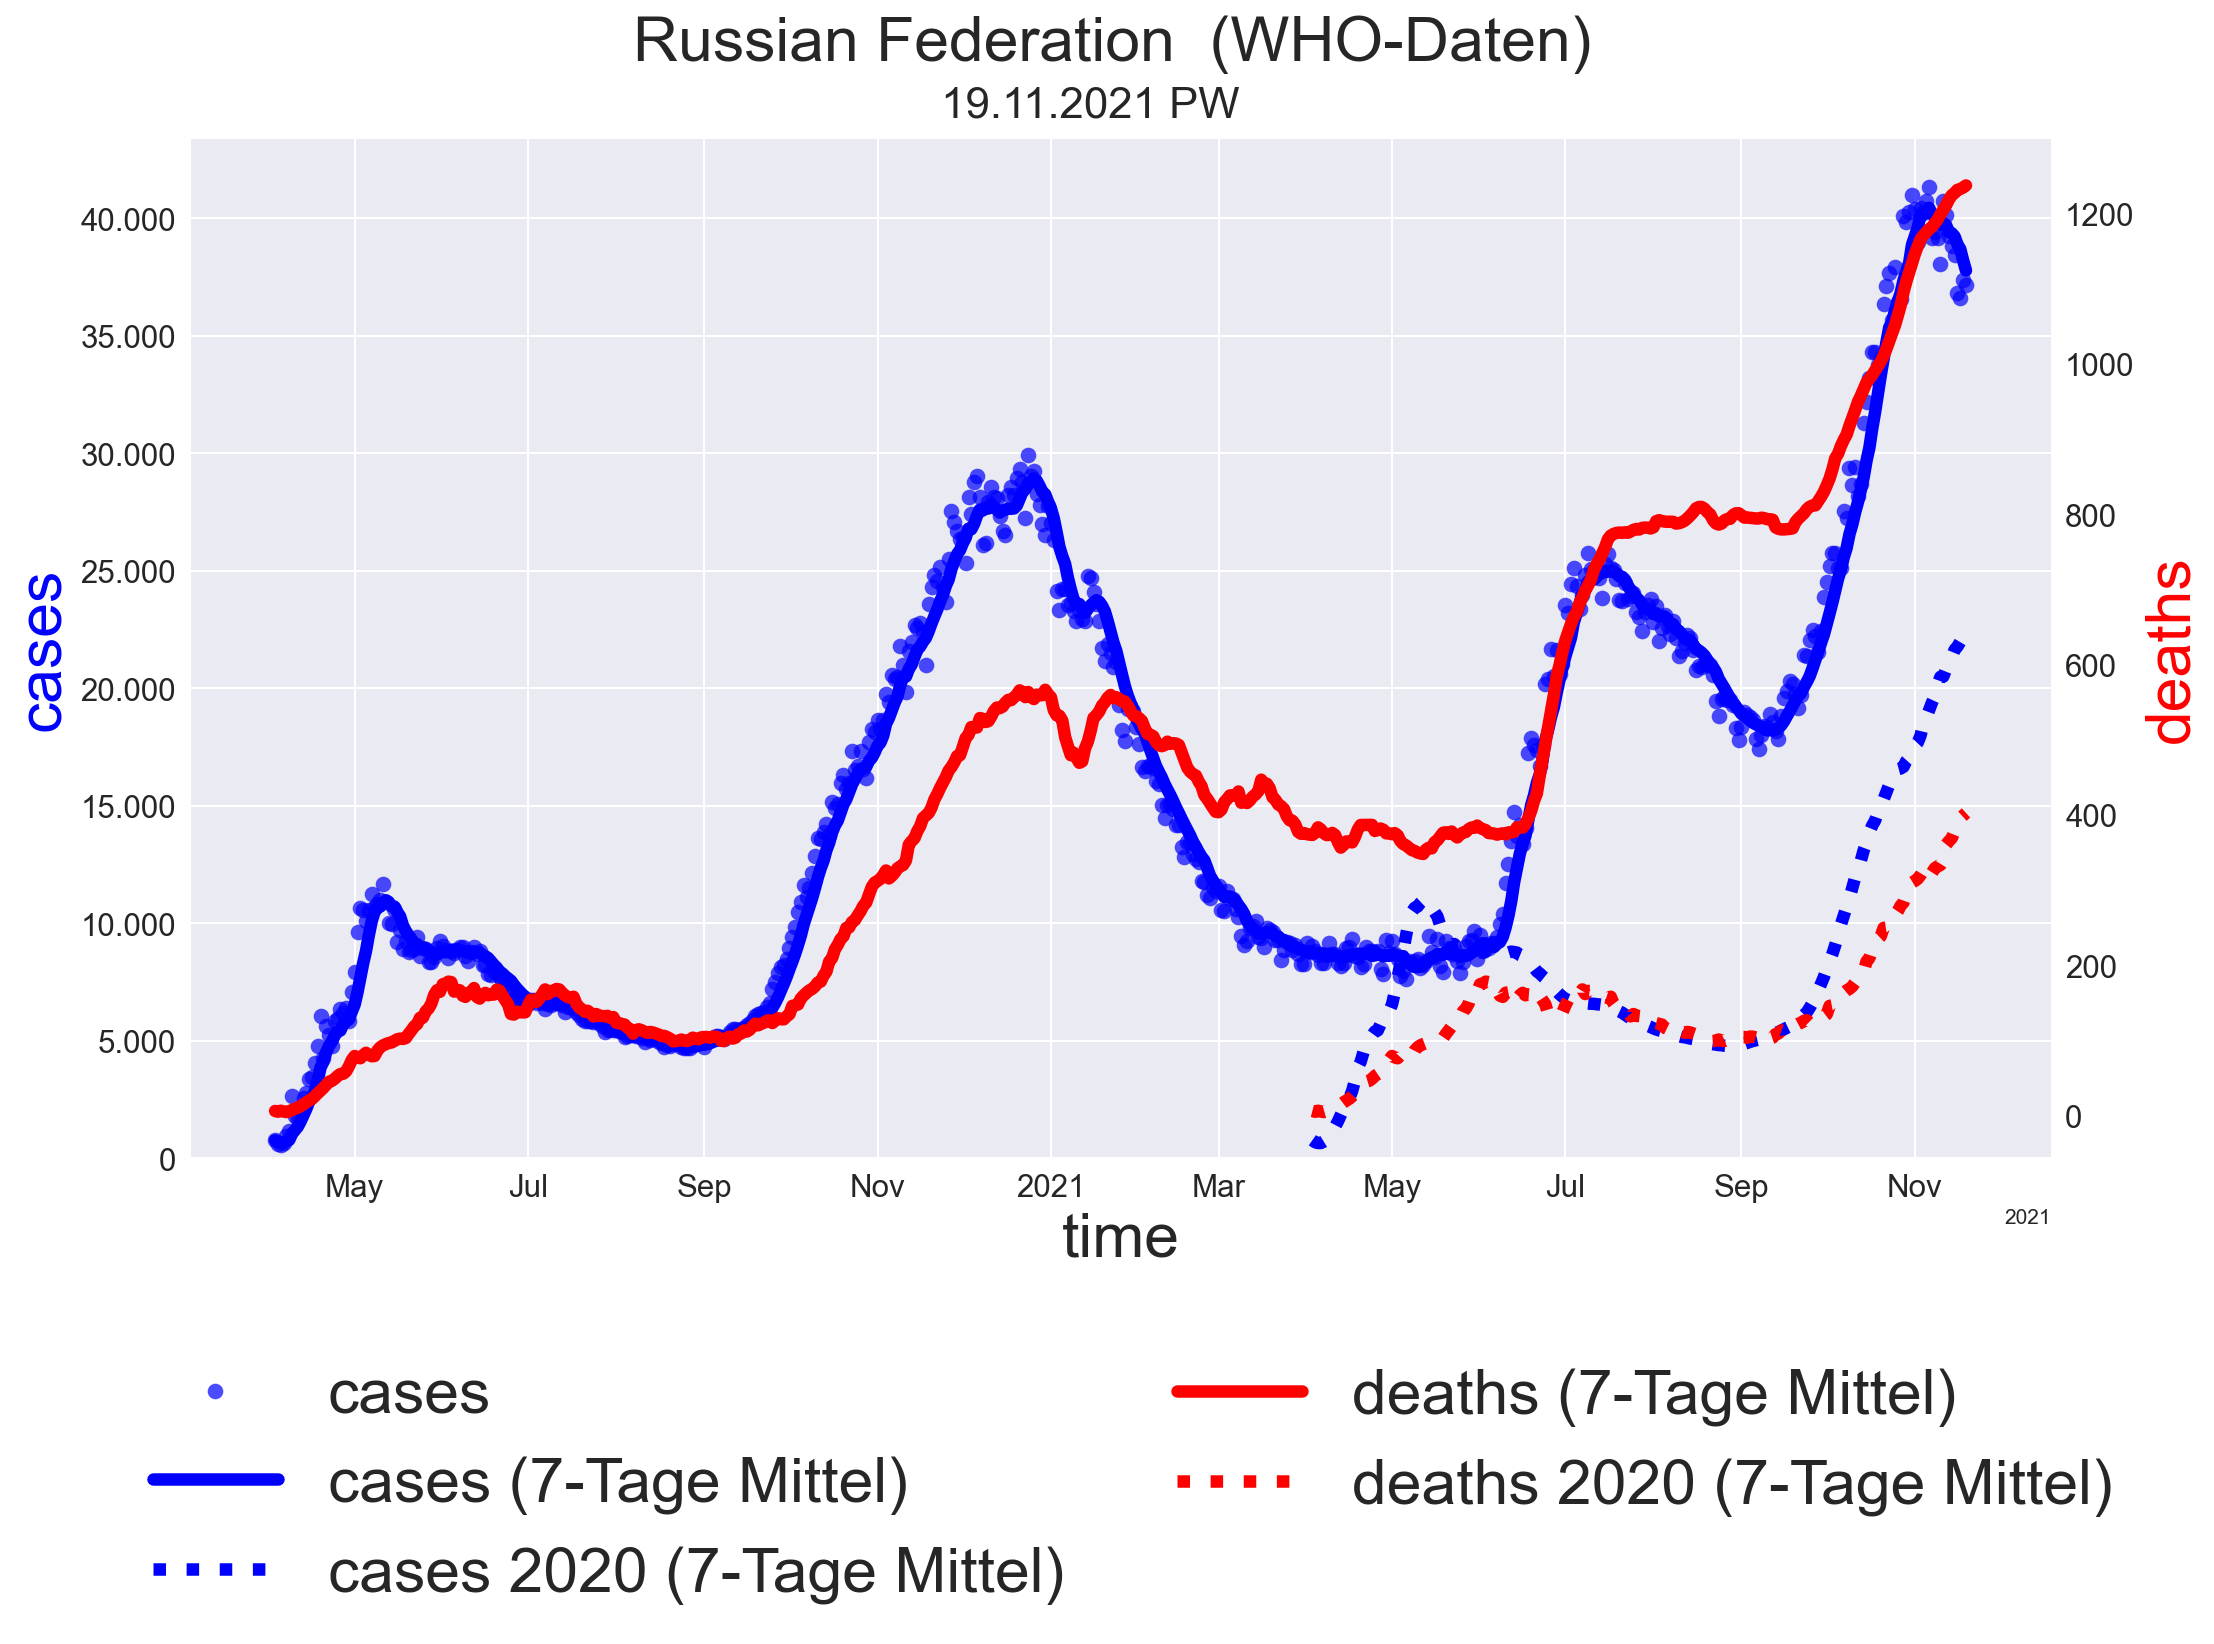 Russian Federation  (WHO-Daten)
19.11.2021 PW
40.000
35.000
30.000
25.000
20.000
15.000
10.000
5.000
0
cases
1200
1000
800
600
400
200
0
deaths
May Jul Sep Nov 2021 Mar May Jul Sep Nov
2021
time
cases
cases (7-Tage Mittel)
cases 2020 (7-Tage Mittel)
deaths (7-Tage Mittel)
deaths 2020 (7-Tage Mittel)